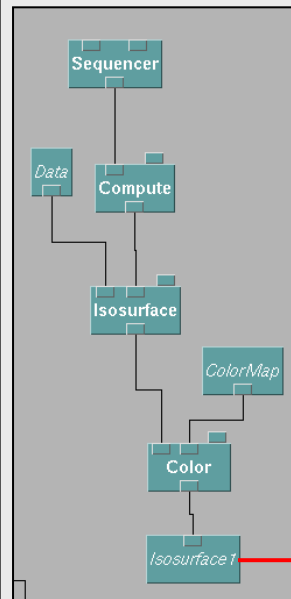 Sequencer
Data
Compute
Isosurface
ColorMap
Color
Isosurface1